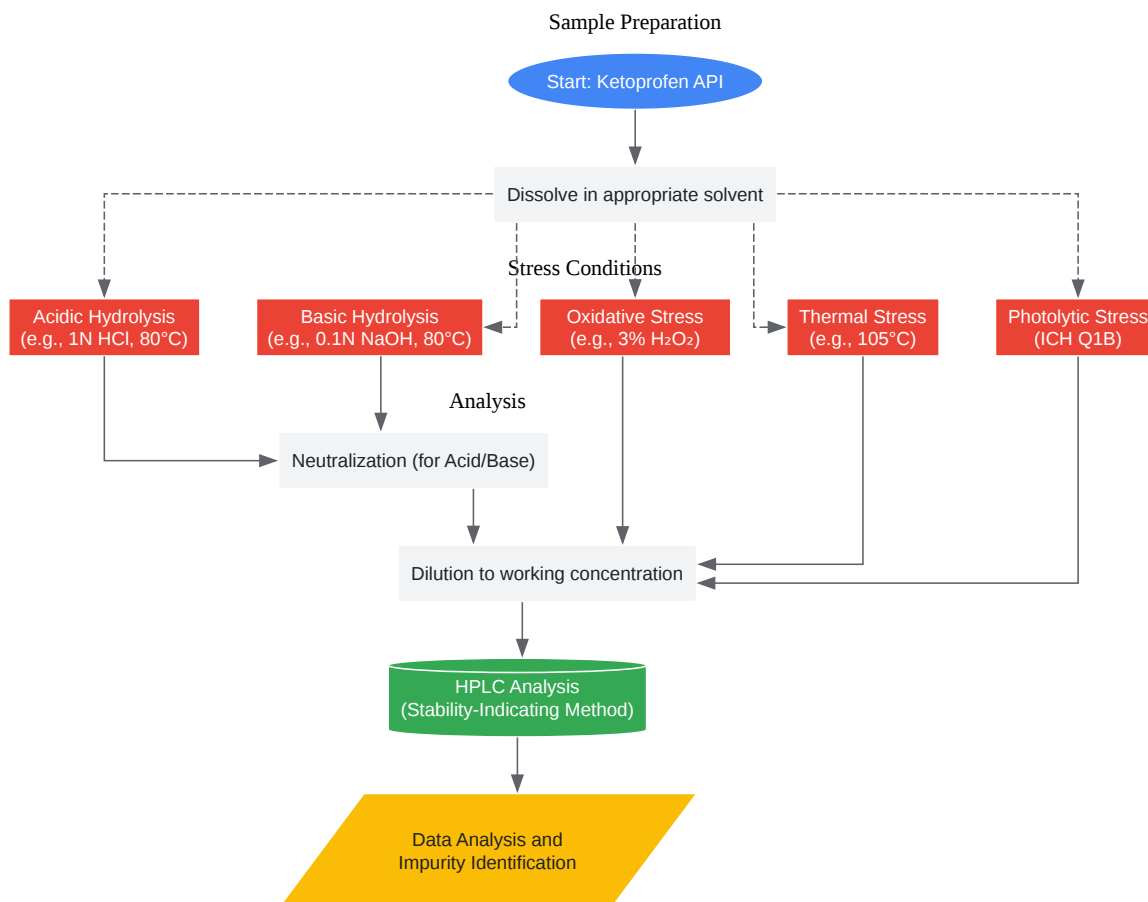 Sample Preparation
Start: Ketoprofen API
Dissolve in appropriate solvent
Stress Conditions
Acidic Hydrolysis
(e.g., 1N HCl, 80°C)
Basic Hydrolysis
(e.g., 0.1N NaOH, 80°C)
Oxidative Stress
(e.g., 3% H₂O₂)
Thermal Stress
(e.g., 105°C)
Photolytic Stress
(ICH Q1B)
Analysis
Neutralization (for Acid/Base)
Dilution to working concentration
HPLC Analysis
(Stability-Indicating Method)
Data Analysis and
Impurity Identification